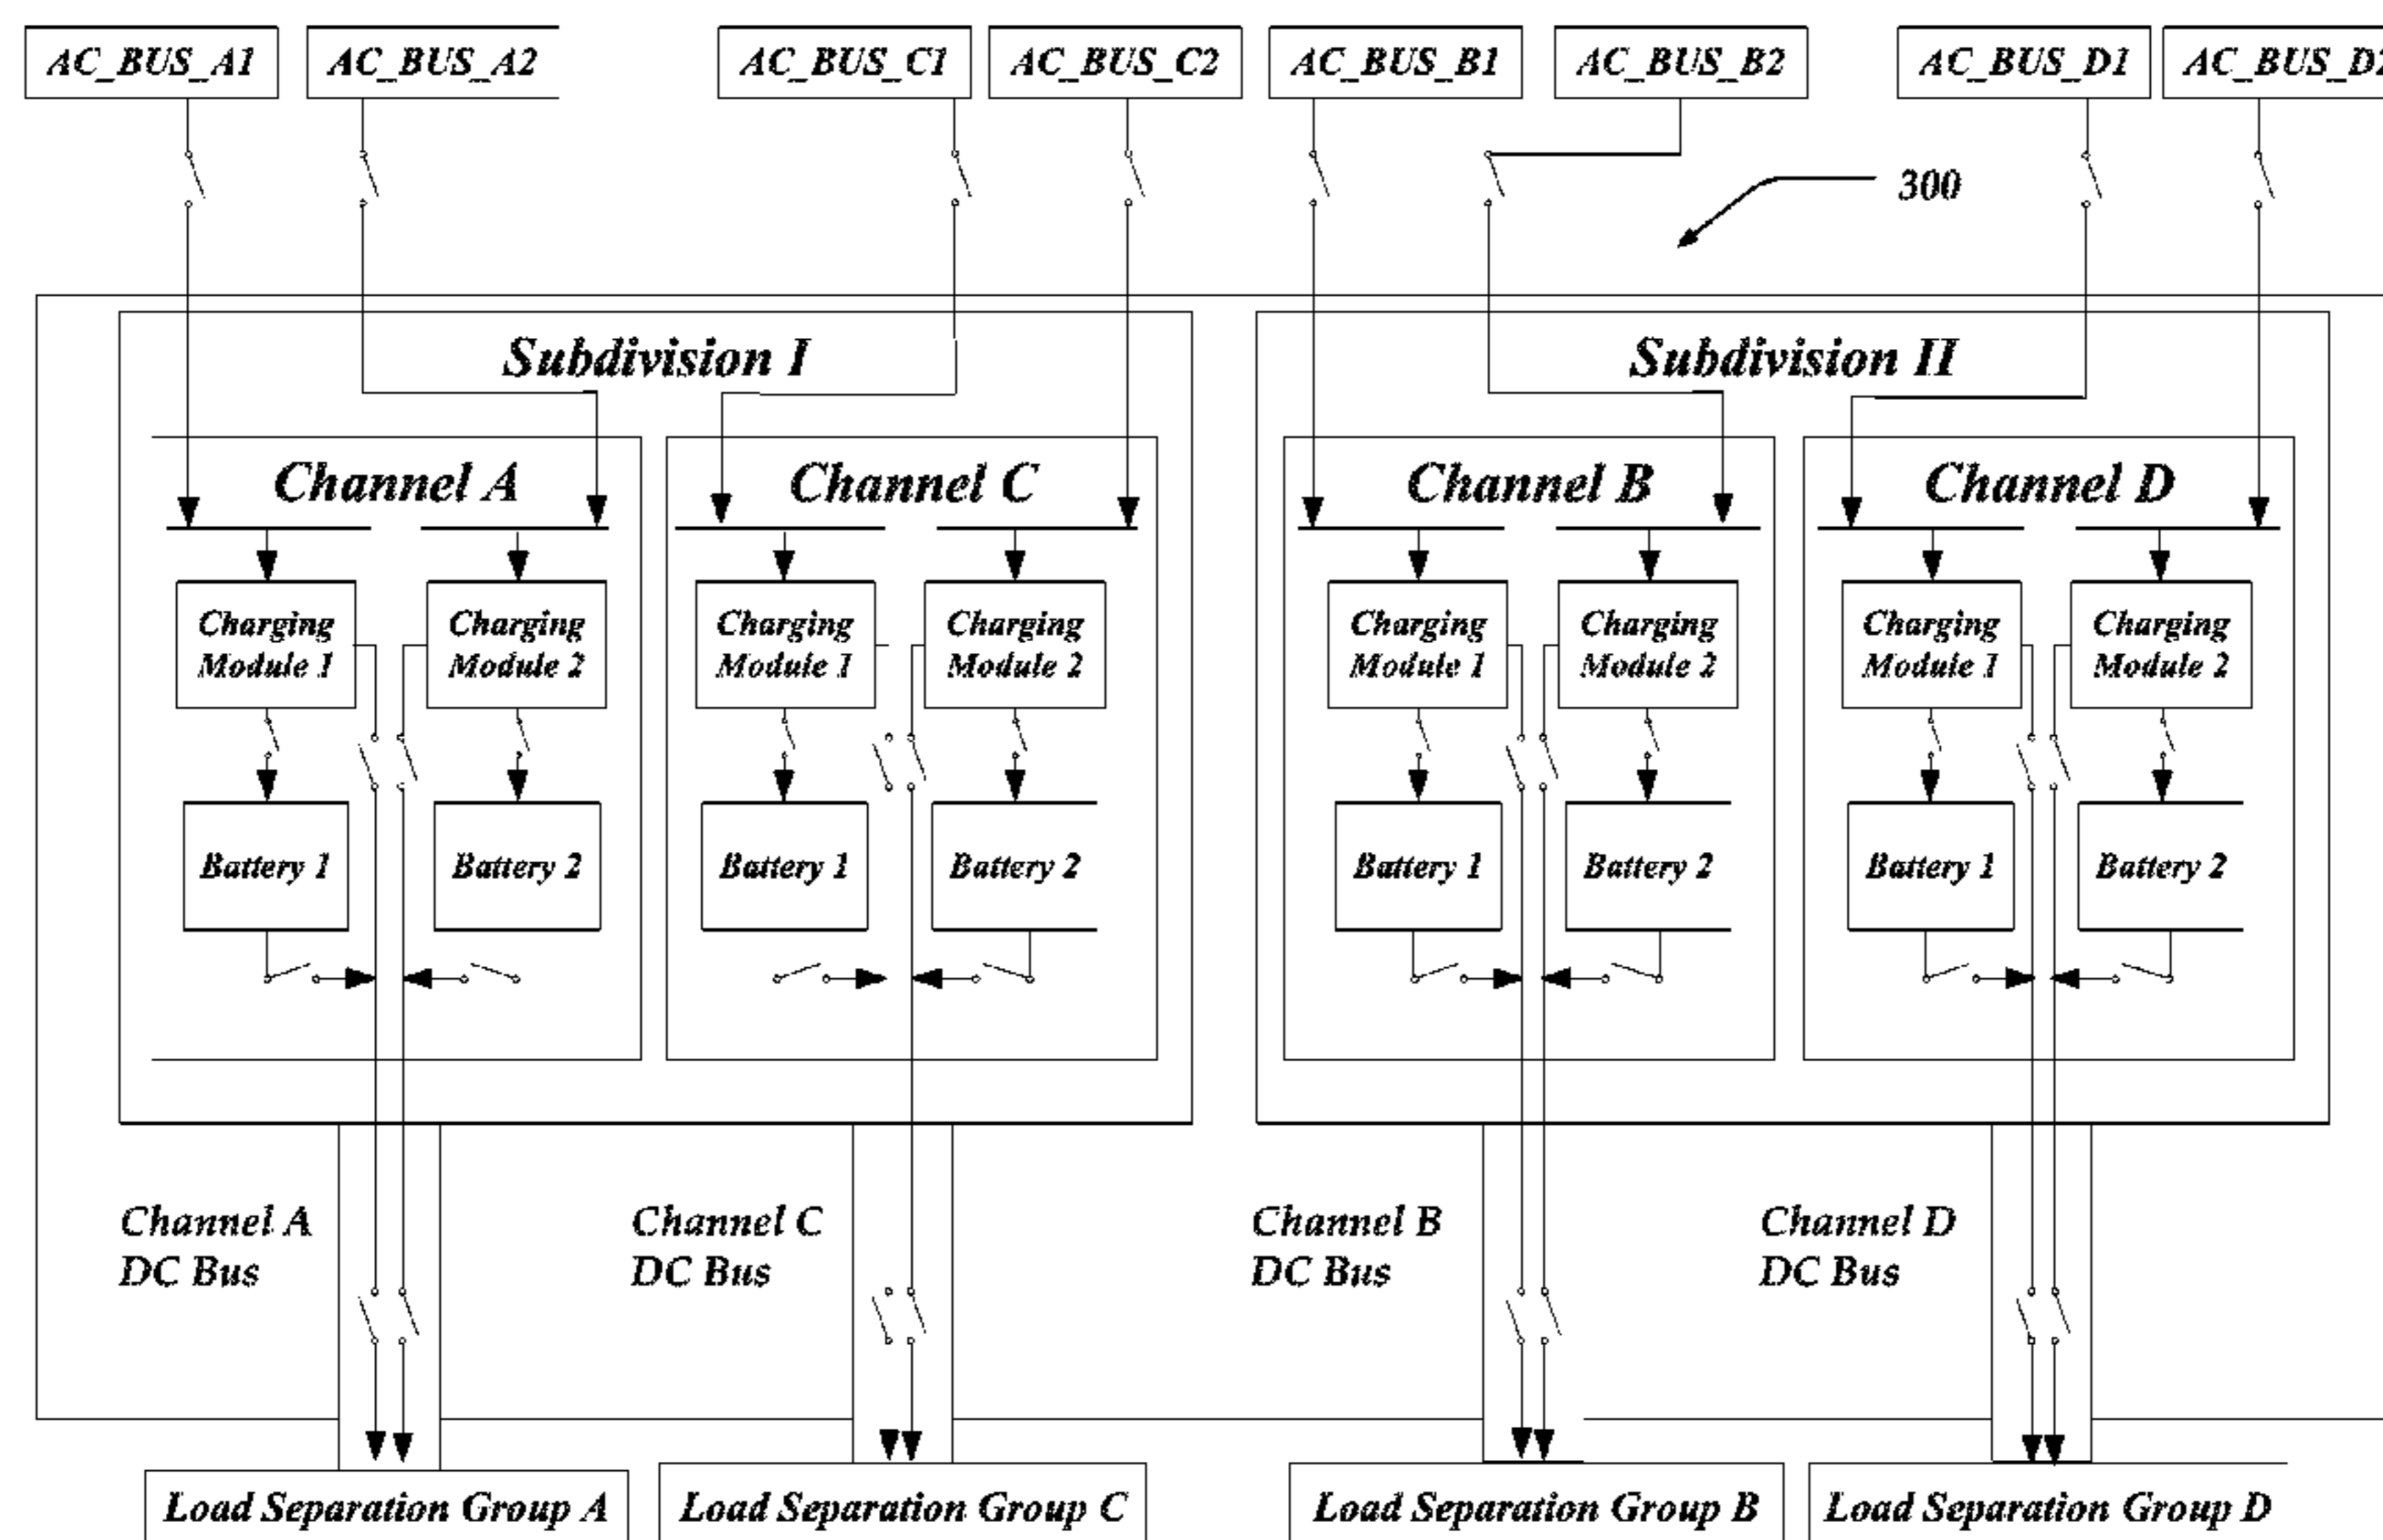 AC_BUS_A1 AC_BUS_A2 AC_BUS_C1 AC_BUS_C2 AC_BUS_B1 AC_BUS_B2 AC_BUS_D1 AC_BUS_D2
300
Subdivision I Subdivision II
Channel A Channel C Channel B Channel D
Charging Charging Charging Charging Charging Charging Charging Charging
Module 1 Module 2 Module 1 Module 2 Module 1 Module 2 Module 1 Module 2
Battery 1 Battery 2 Battery 1 Battery 2 Battery 1 Battery 2 Battery 1 Battery 2
Channel A Channel C Channel B Channel D
DC Bus DC Bus DC Bus DC Bus
Load Separation Group A Load Separation Group C Load Separation Group B Load Separation Group D